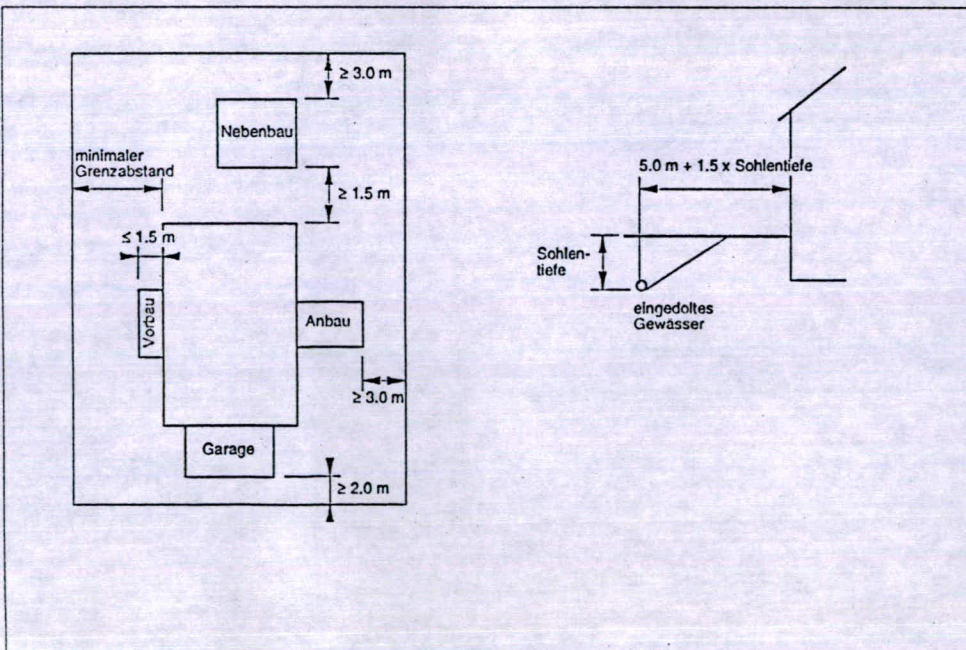 ≥ 3.0 m
Nebenbau
minimaler
Grenzabstand
≥ 1.5 m
≤ 1.5 m
Vorbau
Anbau
≥ 3.0 m
Garage
≥ 2.0 m
5.0 m + 1.5 x Sohlentiefe
Sohlen-
tiefe
eingedoltes
Gewässer